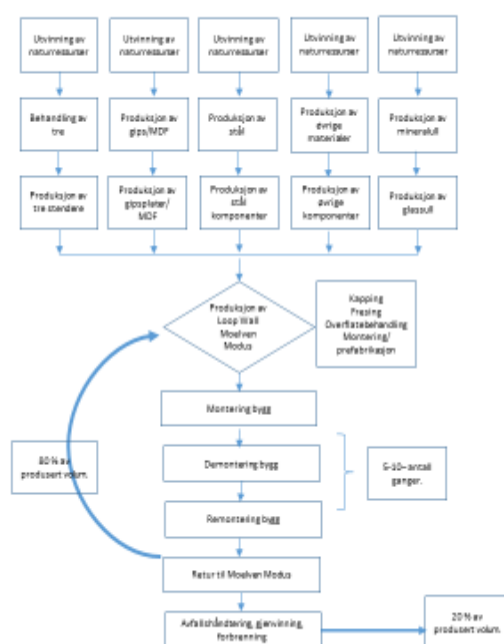 Utvinning av
naturressurser
Utvinning av
naturressurser
Utvinning av
naturressurser
Utvinning av
naturressurser
Utvinning av
naturressurser
Behandling av
tre
Produksjon av
gips/MDF
Produksjon av
stål
Produksjon av
øvrige
materialer
Produksjon av
mineralull
Produksjon av
tre stendere
Produksjon av
gipsplater/
MDF
Produksjon av
stål
komponenter
Produksjon av
øvrige
komponenter
Produksjon av
glassull
Produksjon av
Loop Wall
Moelven
Modus
Kapping
Fresing
Overflatebehandling
Montering/
prefabrikasjon
Montering bygg
80 % av
produsert volum.
Demontering bygg
5-10– antall
ganger.
Remontering bygg
Retur til Moelven Modus
Avfallshåndtering, gjenvinning,
forbrenning
20 % av
produsert volum.